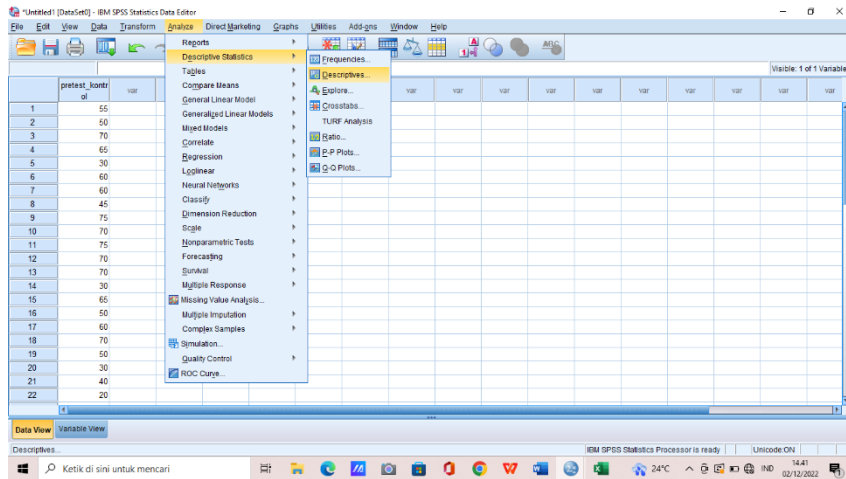 *Untitled1 [DataSet0] - IBM SPSS Statistics Data Editor
File Edit View Data Transform Analyze Direct Marketing Graphs Utilities Add-ons Window Help
Visible: 1 of 1 Variable
Reports
Descriptive Statistics
Tables
Compare Means
General Linear Model
Generalized Linear Models
Mixed Models
Correlate
Regression
Loglinear
Neural Networks
Classify
Dimension Reduction
Scale
Nonparametric Tests
Forecasting
Survival
Multiple Response
Missing Value Analysis...
Multiple Imputation
Complex Samples
Simulation...
Quality Control
ROC Curve...
Frequencies...
Descriptives...
Explore...
Crosstabs...
TURF Analysis
Ratio...
P-P Plots...
Q-Q Plots...
pretest_kontr
ol
var var var var var var var var var var var
1 55
2 50
3 70
4 65
5 30
6 60
7 60
8 45
9 75
10 70
11 75
12 70
13 70
14 30
15 65
16 50
17 60
18 70
19 50
20 30
21 40
22 20
Data View Variable View
Descriptives...
IBM SPSS Statistics Processor is ready Unicode:ON
Ketik di sini untuk mencari
24°C
IND
14.41
02/12/2022